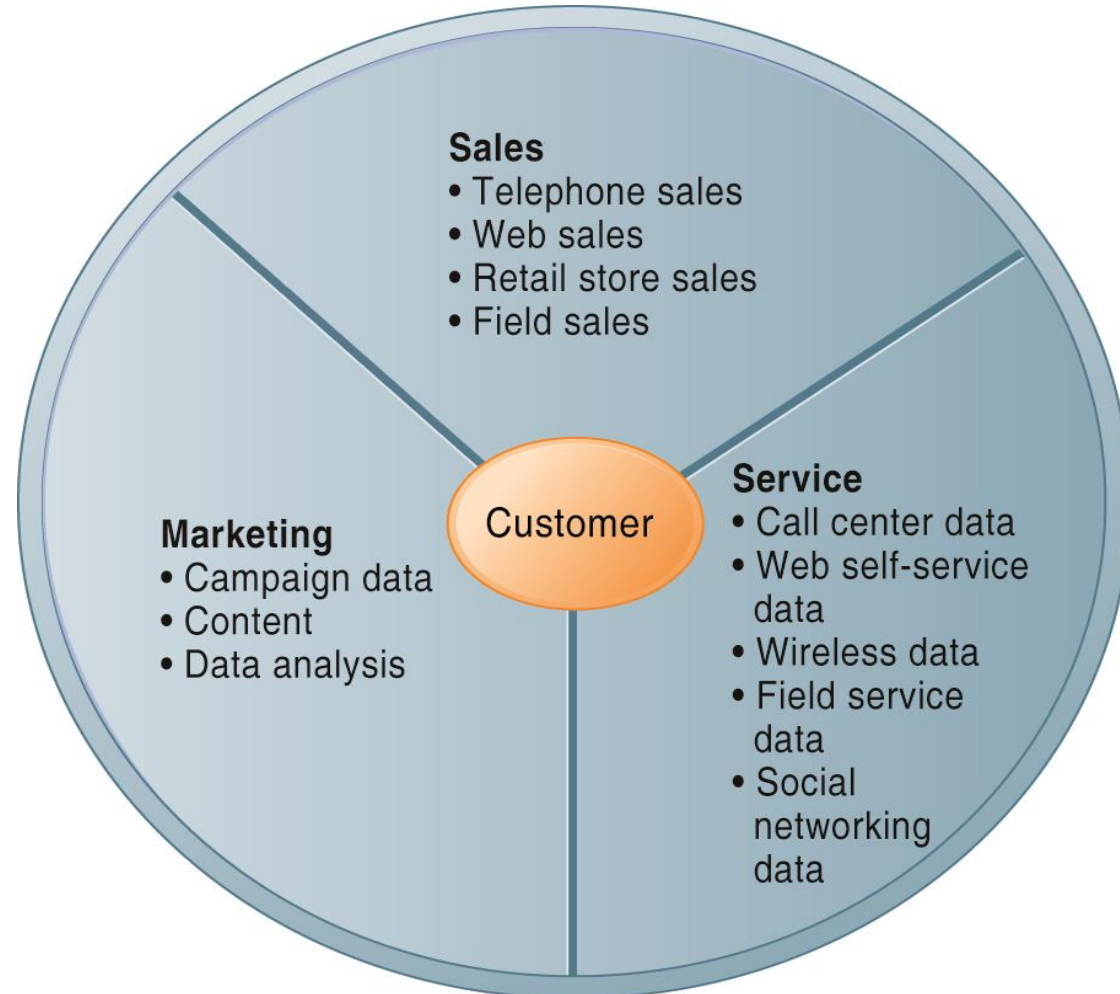 Sales
• Telephone sales
• Web sales
• Retail store sales
• Field sales
Customer
Marketing
• Campaign data
• Content
• Data analysis
Service
• Call center data
• Web self-service
data
• Wireless data
• Field service
data
• Social
networking
data